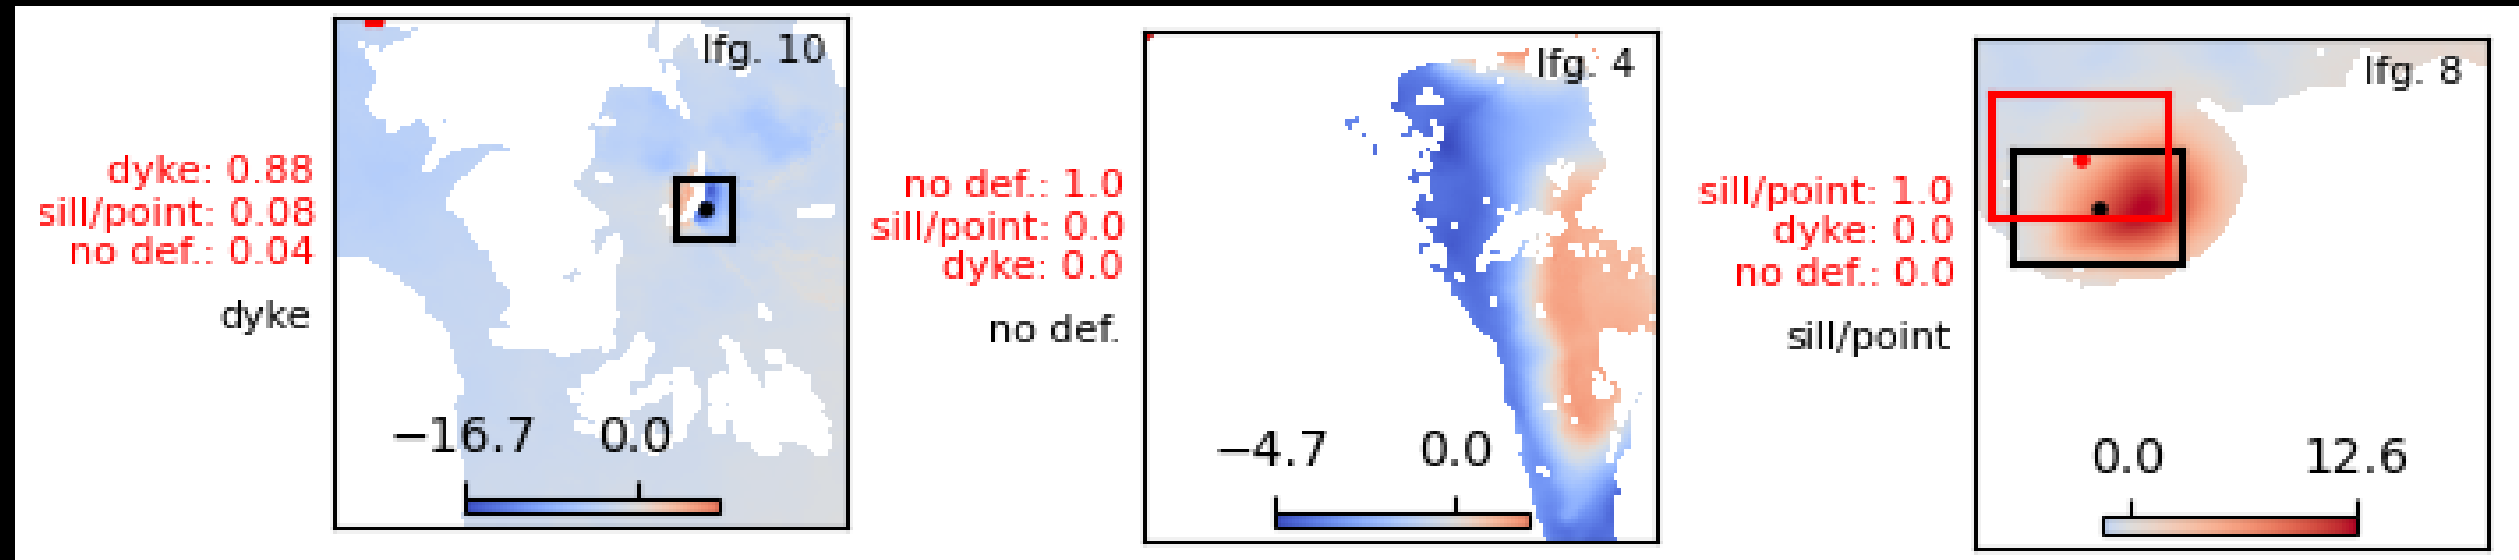 Ifg. 10
dyke: 0.88
sill/point: 0.08
no def.: 0.04
dyke
−16.7 0.0
Ifg. 4
no def.: 1.0
sill/point: 0.0
dyke: 0.0
no def.
−4.7 0.0
Ifg. 8
sill/point: 1.0
dyke: 0.0
no def.: 0.0
sill/point
0.0 12.6